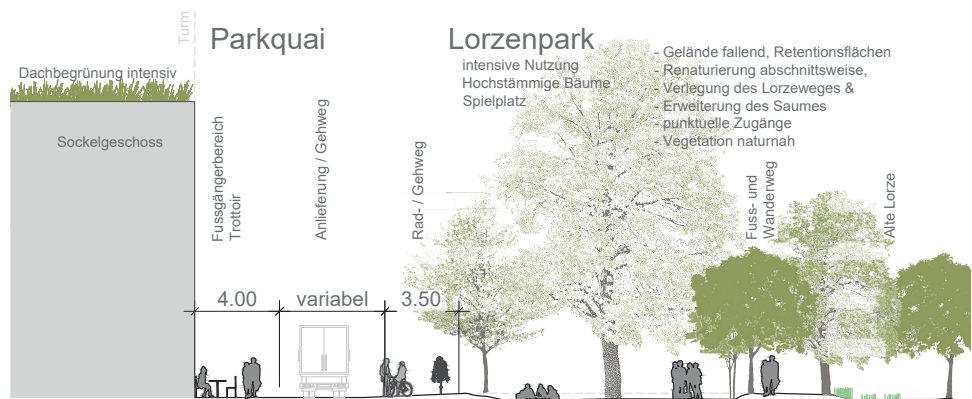 Turm
Parkquai
Lorzenpark
intensive Nutzung
Hochstämmige Bäume
Spielplatz
- Gelände fallend, Retentionsflächen
- Renaturierung abschnittsweise,
- Verlegung des Lorzeweges &
- Erweiterung des Saumes
- punktuelle Zugänge
- Vegetation naturnah
Dachbegrünung intensiv
Sockelgeschoss
Fussgängerbereich
Trottoir
Anlieferung / Gehweg
Rad- / Gehweg
Fuss- und
Wanderweg
Alte Lorze
4.00
variabel
3.50